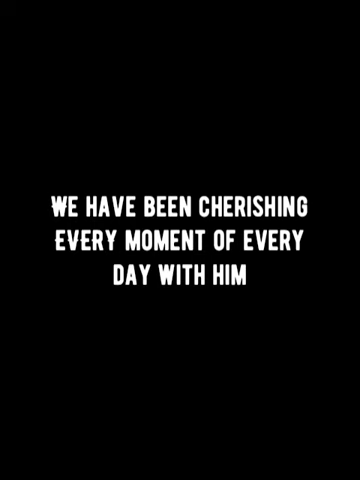 WE HAVE BEEN CHERISHING
EVERY MOMENT OF EVERY
DAY WITH HIM